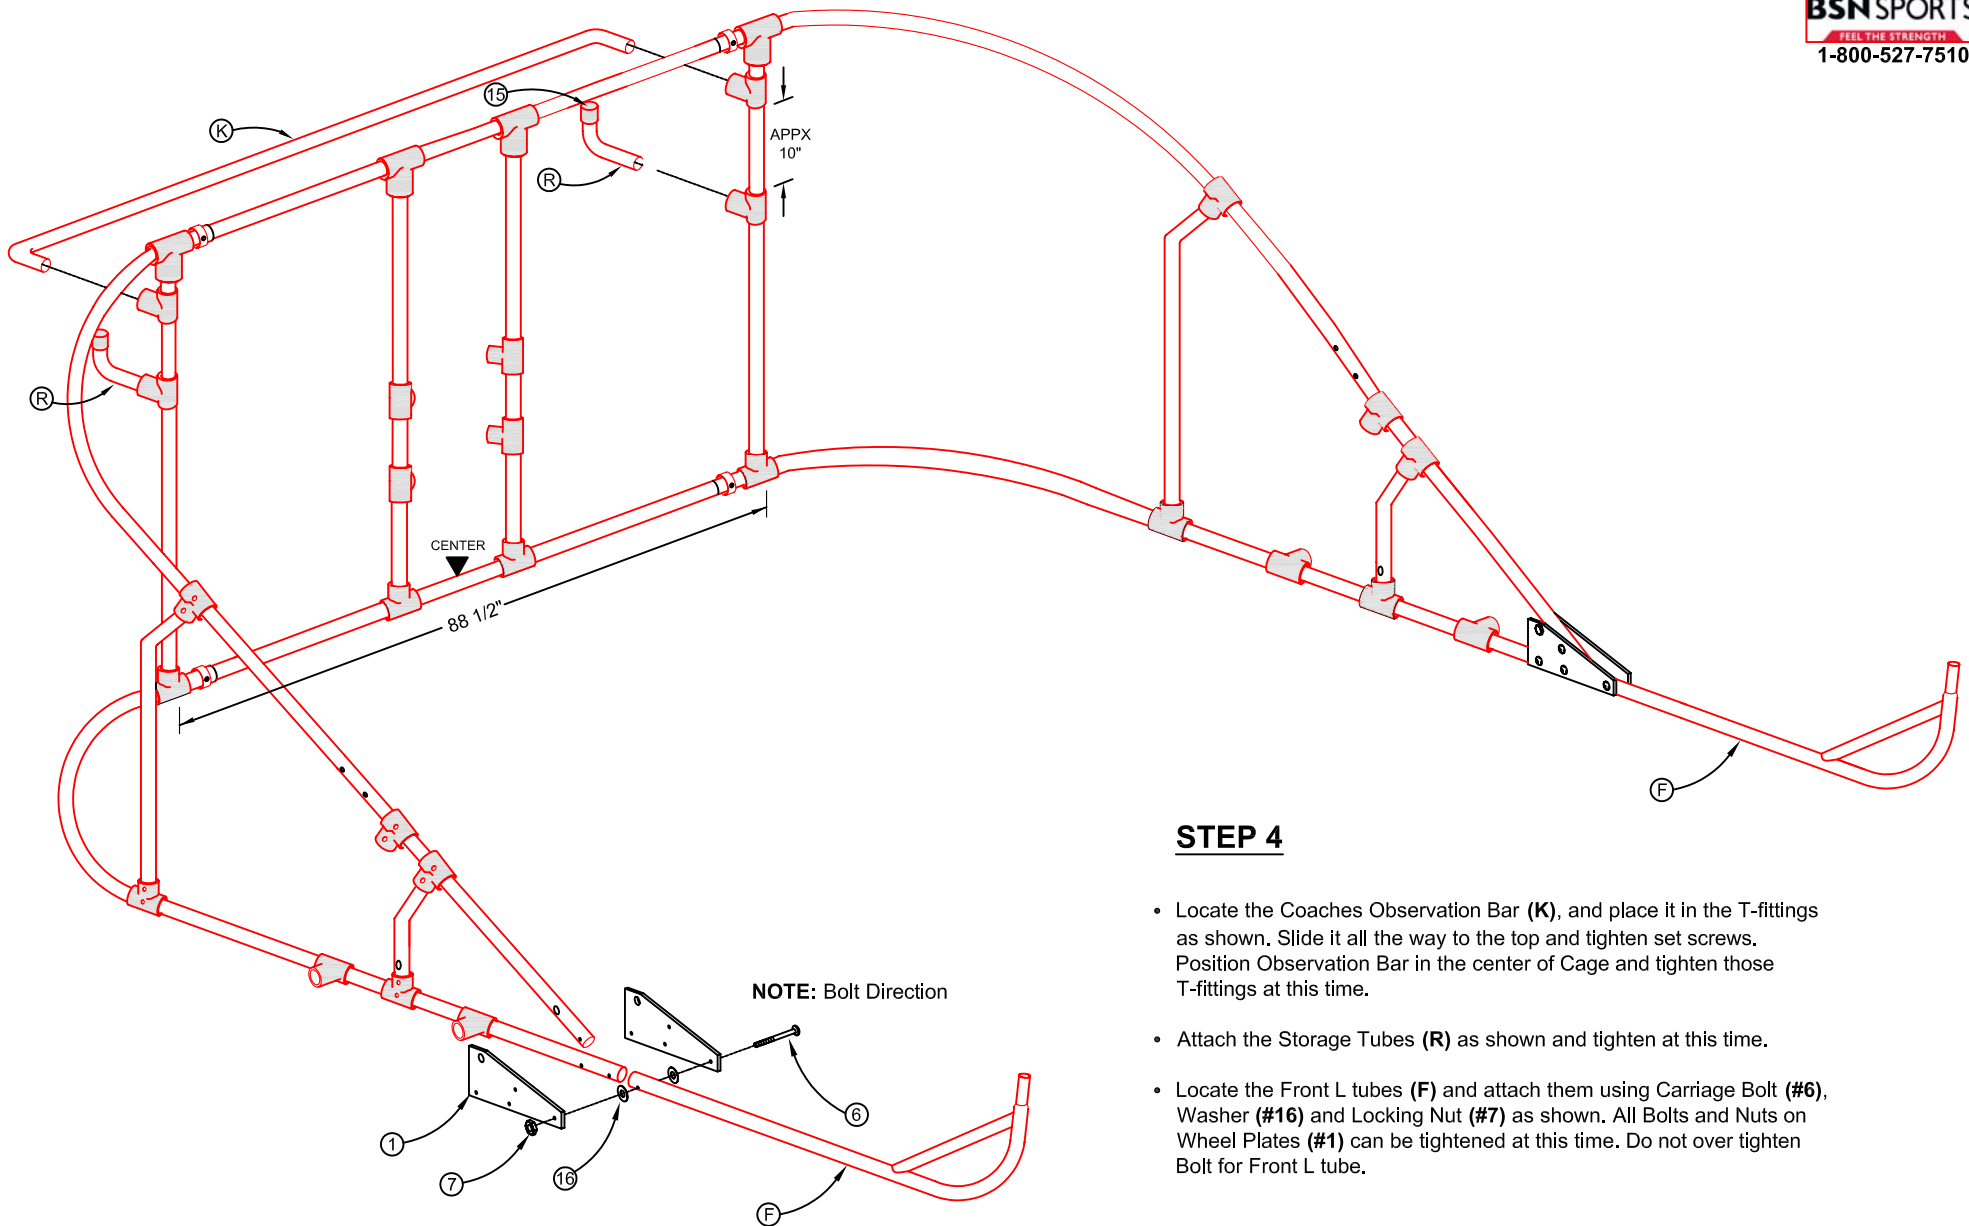 BSN SPORTS
FEEL THE STRENGTH
1-800-527-7510
K
15
R
APPX
10"
R
CENTER
88 1/2"
F
STEP 4
• Locate the Coaches Observation Bar (K), and place it in the T-fittings
as shown. Slide it all the way to the top and tighten set screws.
Position Observation Bar in the center of Cage and tighten those
T-fittings at this time.
• Attach the Storage Tubes (R) as shown and tighten at this time.
• Locate the Front L tubes (F) and attach them using Carriage Bolt (#6),
Washer (#16) and Locking Nut (#7) as shown. All Bolts and Nuts on
Wheel Plates (#1) can be tightened at this time. Do not over tighten
Bolt for Front L tube.
NOTE: Bolt Direction
6
1
7
16
F